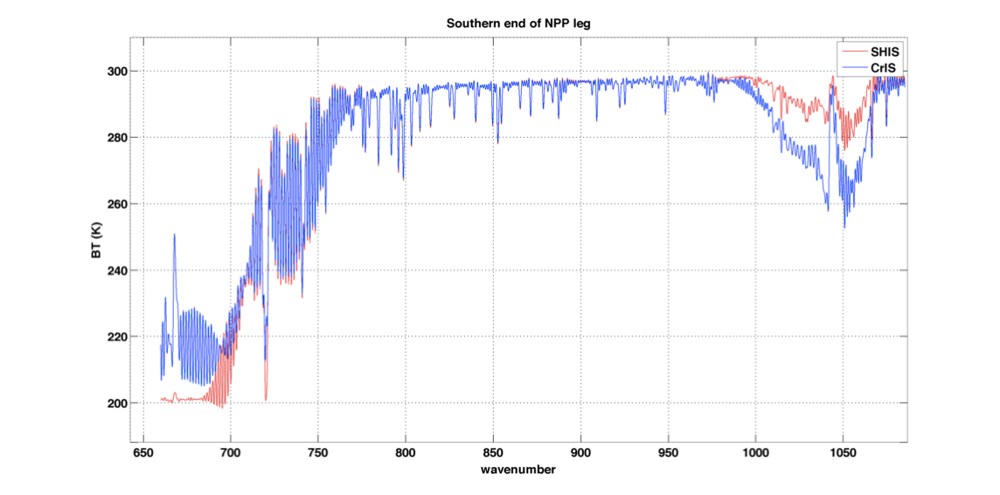 Southern end of NPP leg
SHIS
CrIS
300
280
260
240
220
200
BT (K)
650 700 750 800 850 900 950 1000 1050
wavenumber